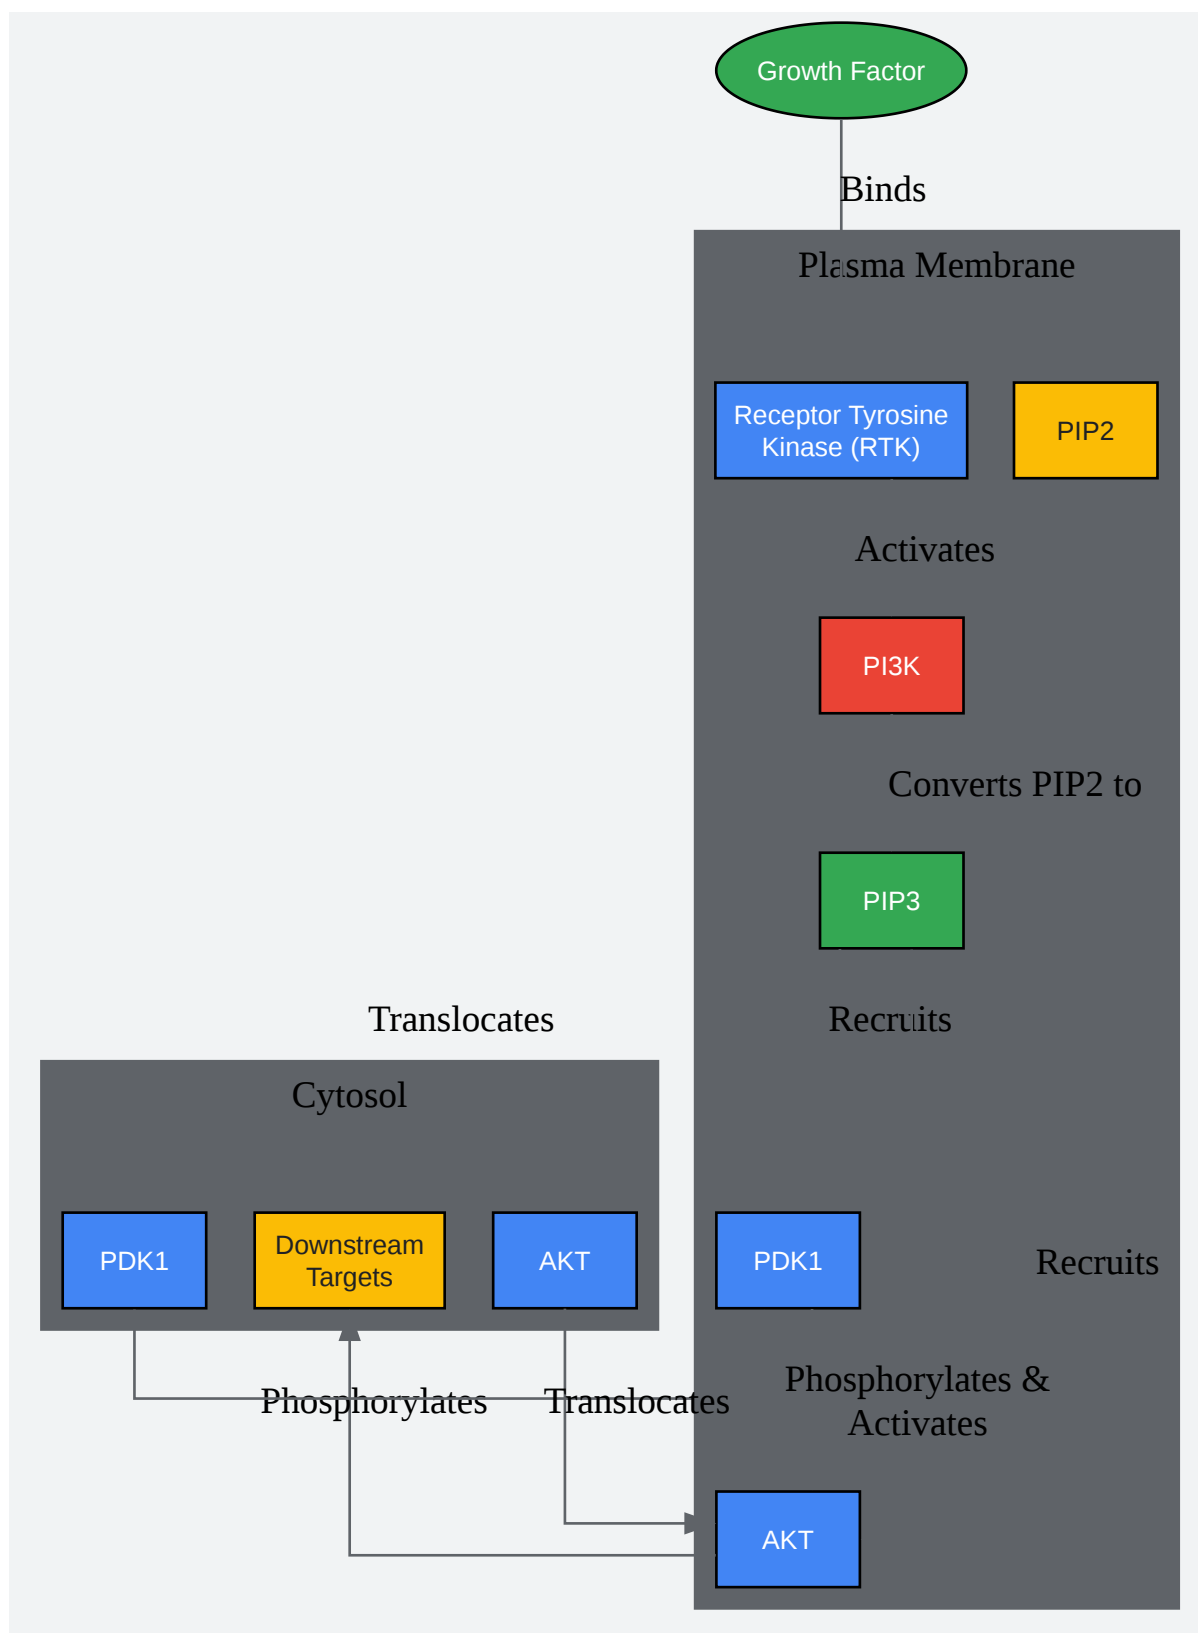 Growth Factor
Binds
Plasma Membrane
Receptor Tyrosine
Kinase (RTK)
PIP2
Activates
PI3K
Converts PIP2 to
PIP3
Translocates
Recruits
Cytosol
PDK1
Downstream
Targets
AKT
PDK1
Recruits
Phosphorylates
Translocates
Phosphorylates &
Activates
AKT